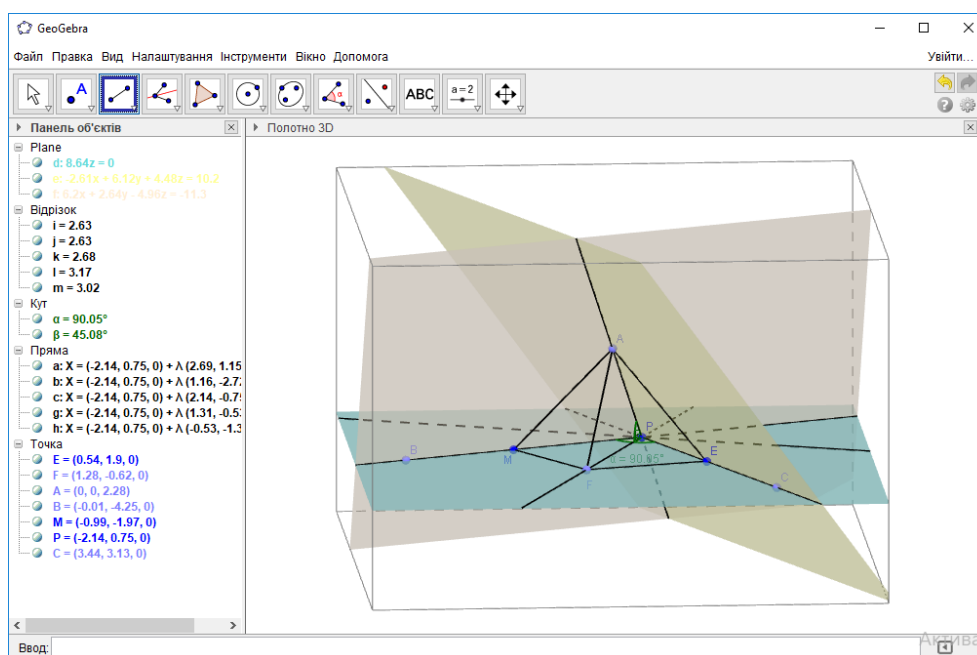 GeoGebra
Файл Правка Вид Налаштування Інструменти Вікно Допомога Увійти...
A ABC a=2
Панель об'єктів
Полотно 3D
Plane
d: 8.64z = 0
Відрізок
i = 2.63
j = 2.63
k = 2.68
l = 3.17
m = 3.02
Кут
α = 90.05°
β = 45.08°
Пряма
a: X = (-2.14, 0.75, 0) + λ (2.69, 1.15
b: X = (-2.14, 0.75, 0) + λ (1.16, -2.7
c: X = (-2.14, 0.75, 0) + λ (2.14, -0.7
g: X = (-2.14, 0.75, 0) + λ (1.31, -0.5
h: X = (-2.14, 0.75, 0) + λ (-0.53, -1.3
Точка
E = (0.54, 1.9, 0)
F = (1.28, -0.62, 0)
A = (0, 0, 2.28)
B = (-0.01, -4.25, 0)
M = (-0.99, -1.97, 0)
P = (-2.14, 0.75, 0)
C = (3.44, 3.13, 0)
A
P
B
M
α = 90.05°
E
F
C
Ввод:
Актива